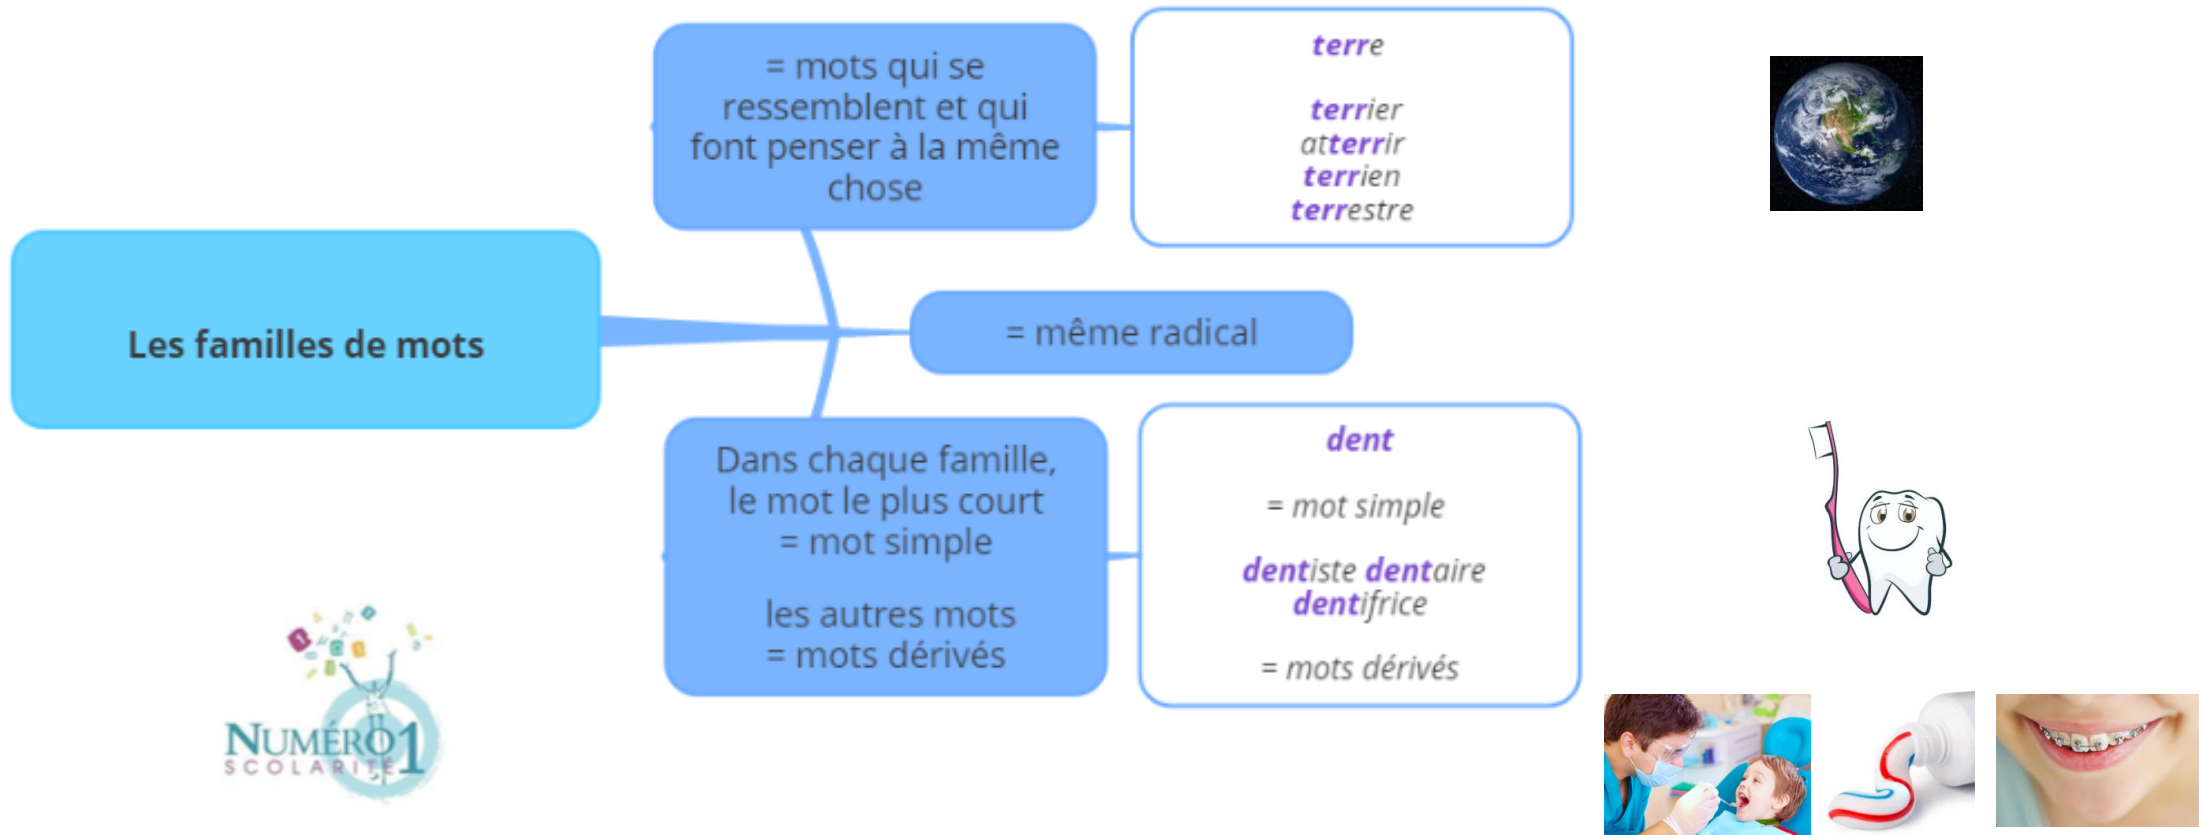 Les familles de mots
= mots qui se
ressemblent et qui
font penser à la même
chose
terre
terrier
atterrir
terrien
terrestre
= même radical
Dans chaque famille,
le mot le plus court
= mot simple
les autres mots
= mots dérivés
dent
= mot simple
dentiste dentaire
dentifrice
= mots dérivés
NUMÉRO1
SCOLARITÉ